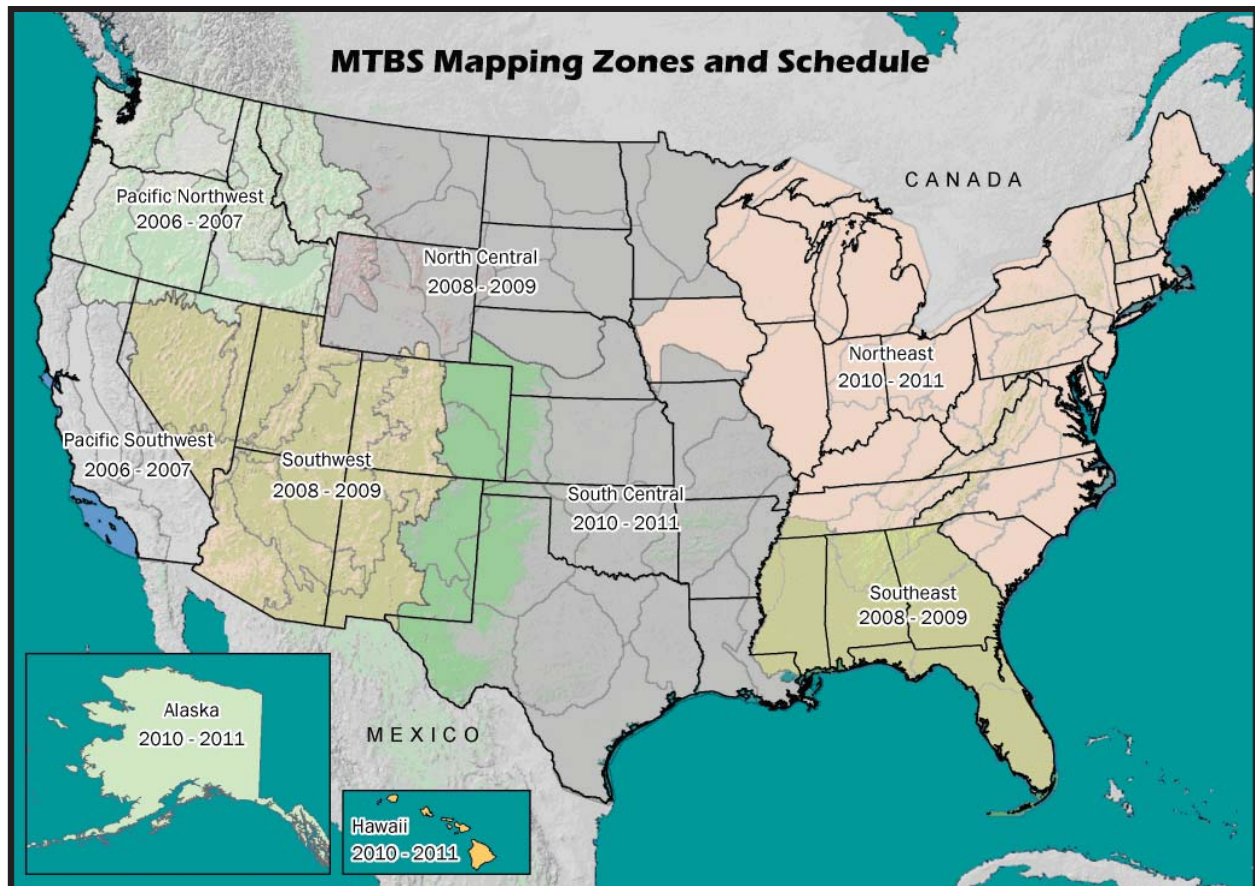 MTBS Mapping Zones and Schedule
CANADA
Pacific Northwest
2006 - 2007
North Central
2008 - 2009
Northeast
2010 - 2011
Pacific Southwest
2006 - 2007
Southwest
2008 - 2009
South Central
2010 - 2011
Southeast
2008 - 2009
MEXICO
Alaska
2010 - 2011
Hawaii
2010 - 2011